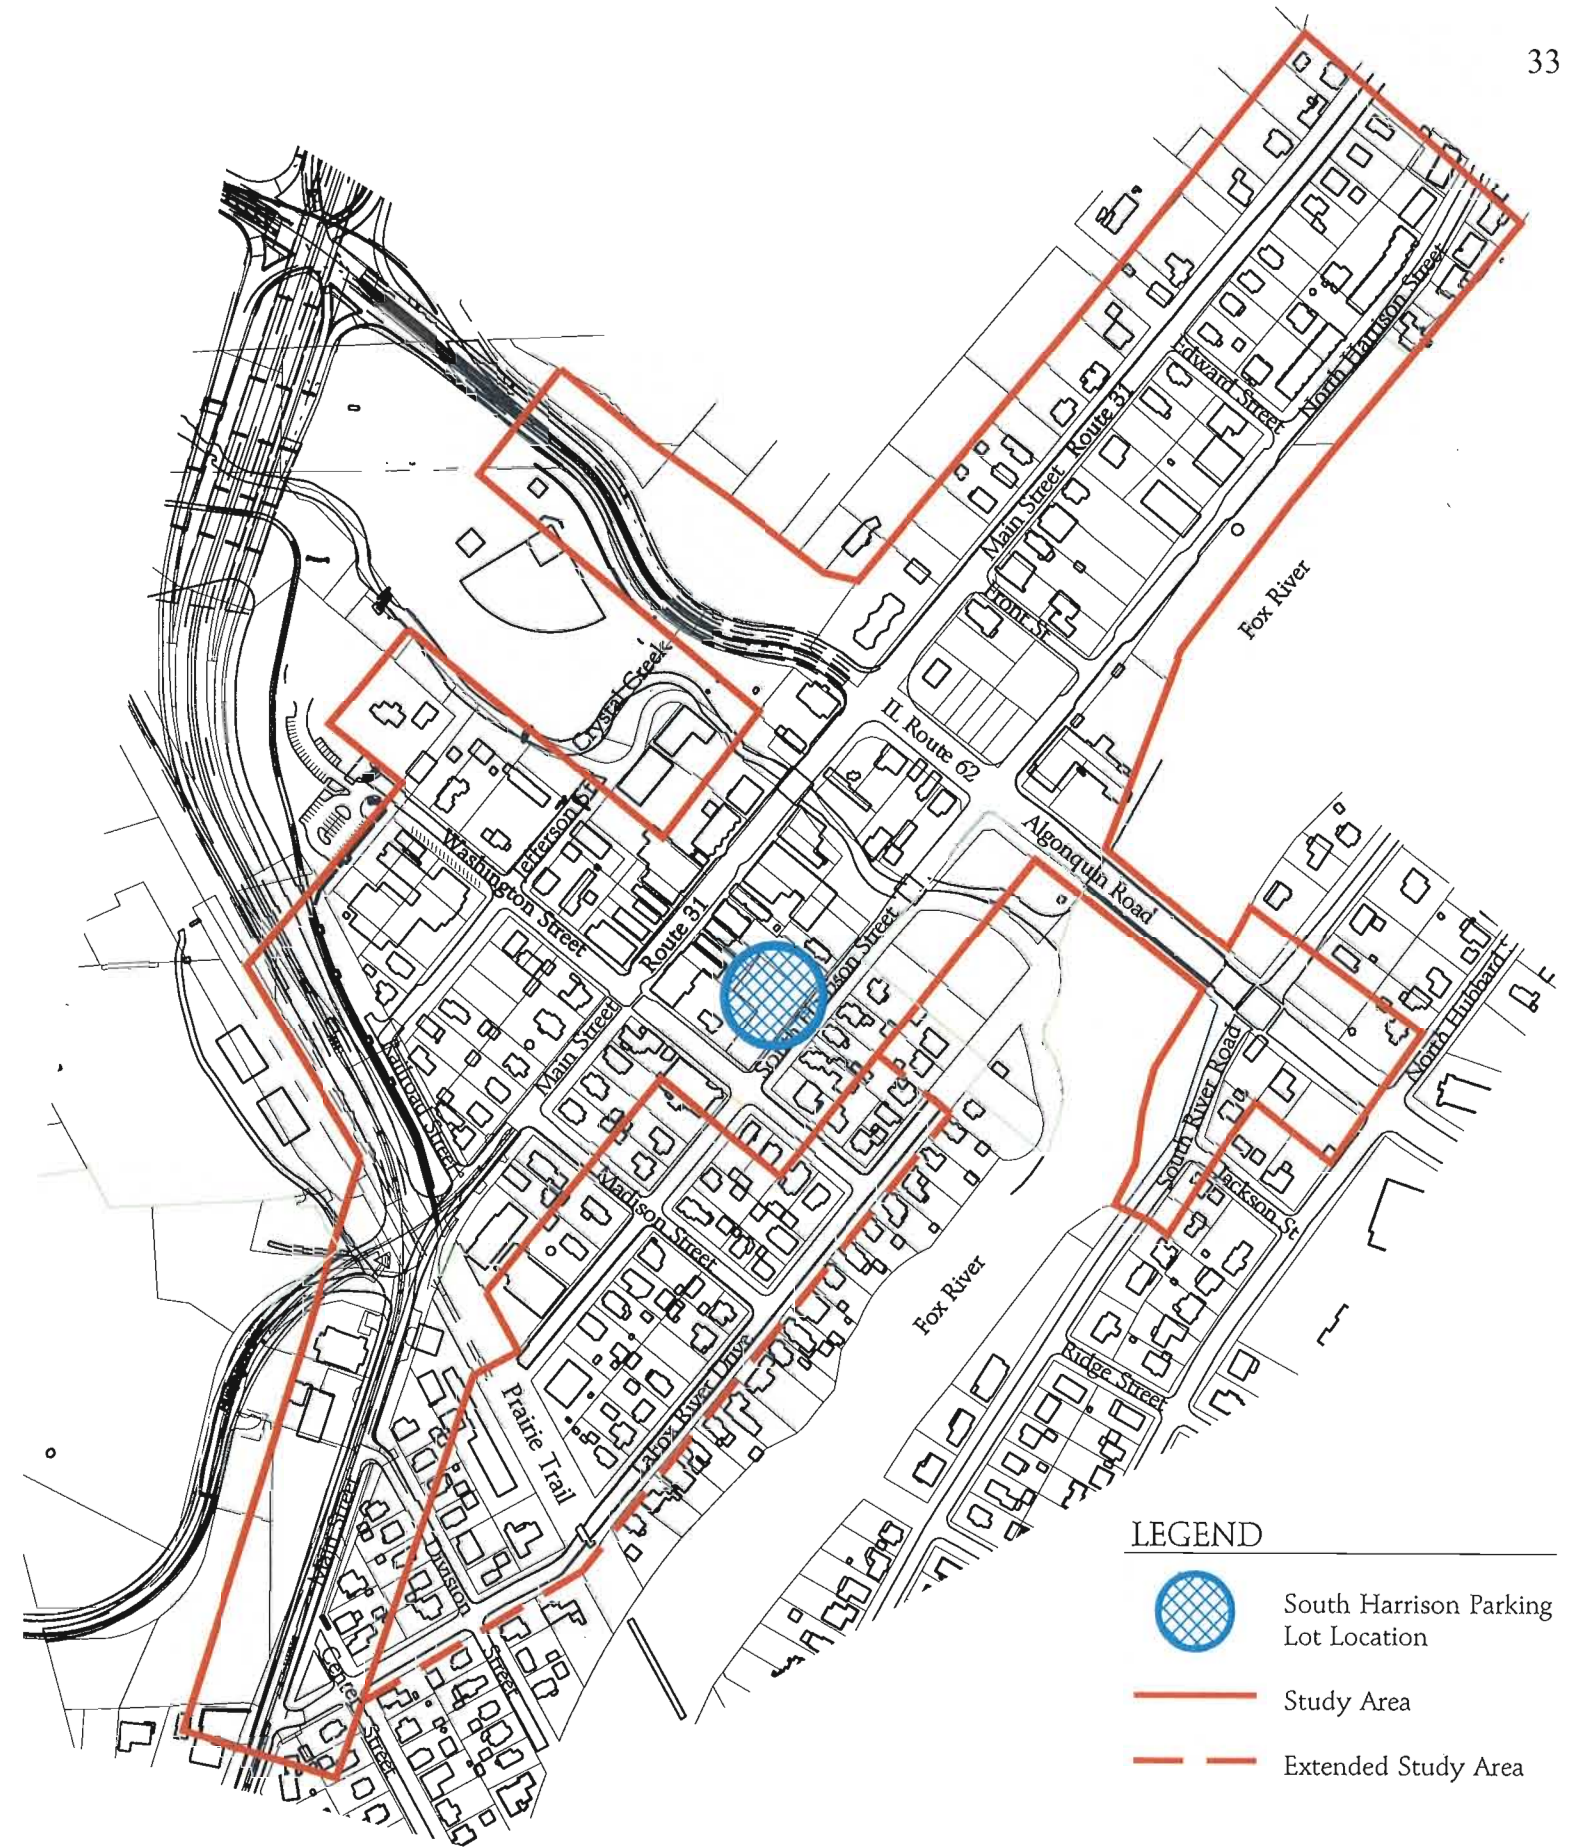 33
North Harrison Street
Edward Street
Main Street Route 31
Front St
Fox River
Crystal Creek
IL Route 62
Jefferson St
Algonquin Road
Washington Street
Route 31
South Harrison Street
North Hubbard
Main Street
Railroad Street
South River Road
Jackson St
Madison Street
Fox River
Ridge Street
LaFox River Drive
Prairie Trail
Main Street
Division
Street
Center
Street
LEGEND
South Harrison Parking
Lot Location
Study Area
Extended Study Area